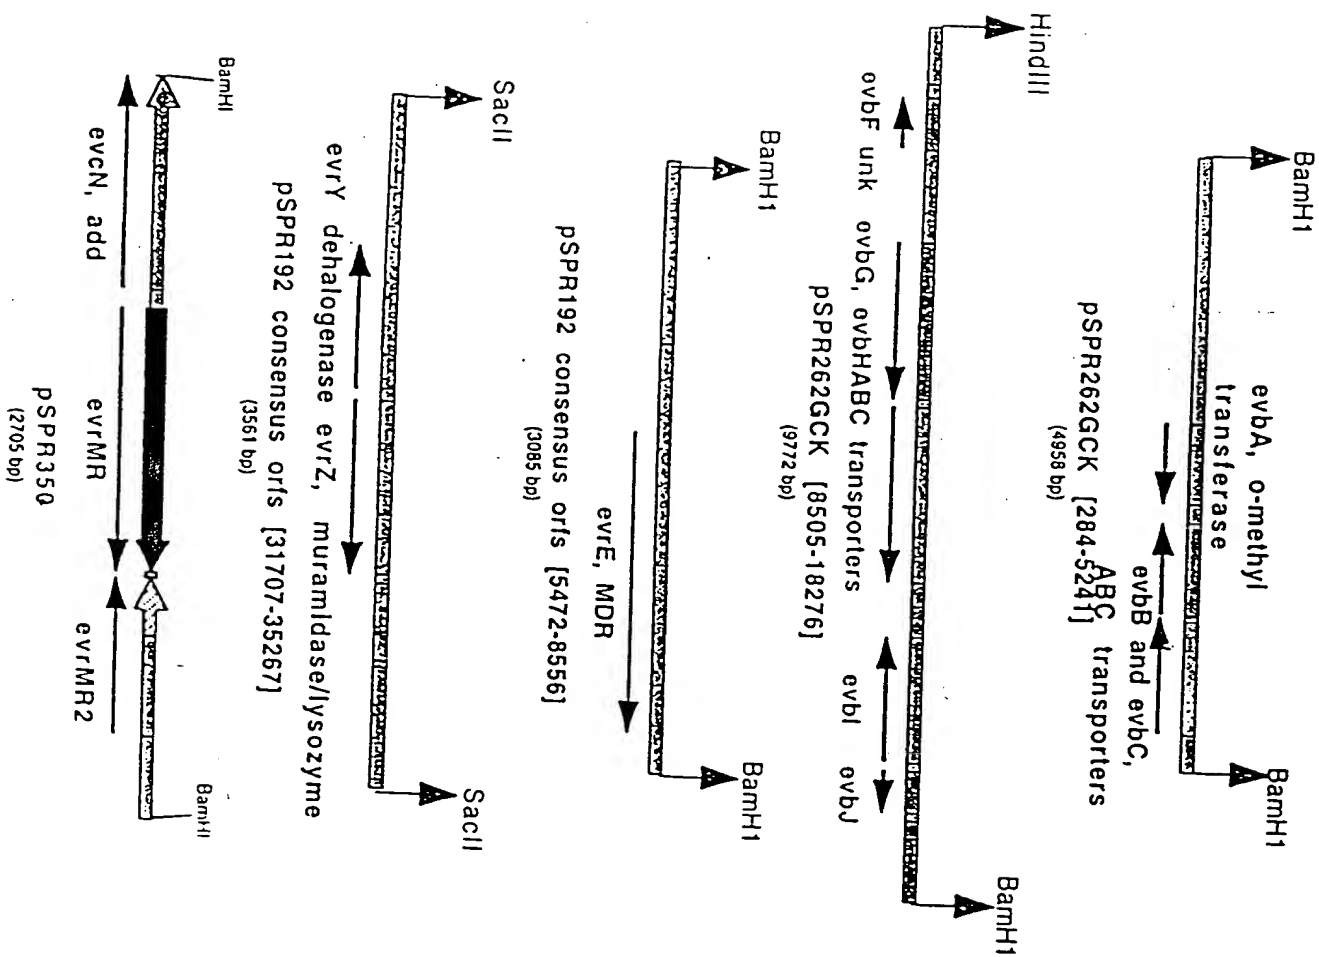 BamH1
BamH1
evbA, o-methyl
transferase
evbB and evbC,
ABC transporters
pSPR262GCK [284-5241]
(4958 bp)
HindIII
BamH1
ovbF unk ovbG, ovbHABC transporters evbI ovbJ
pSPR262GCK [8505-18276]
(9772 bp)
BamH1
BamH1
evrE, MDR
pSPR192 consensus orfs [5472-8556]
(3085 bp)
SacII
SacII
evrY dehalogenase evrZ, muramidase/lysozyme
pSPR192 consensus orfs [31707-35267]
(3561 bp)
BamHI
BamHI
evcN, add evrMR evrMR2
pSPR350
(2705 bp)